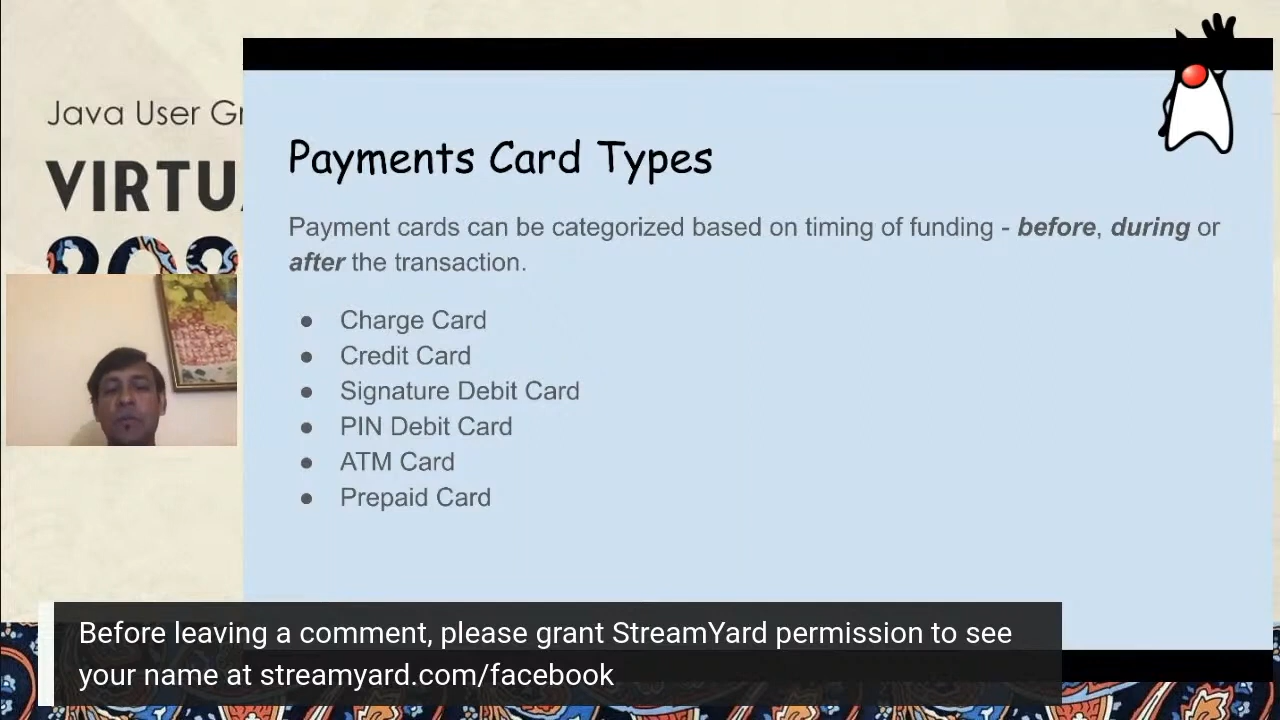 Java User Gr
VIRTU
Payments Card Types
Payment cards can be categorized based on timing of funding - before, during or
after the transaction.
● Charge Card
● Credit Card
● Signature Debit Card
● PIN Debit Card
● ATM Card
● Prepaid Card
Before leaving a comment, please grant StreamYard permission to see
your name at streamyard.com/facebook